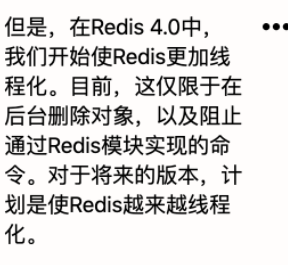 但是，在Redis 4.0中，
我们开始使Redis更加线
程化。目前，这仅限于在
后台删除对象，以及阻止
通过Redis模块实现的命
令。对于将来的版本，计
划是使Redis越来越线程
化。